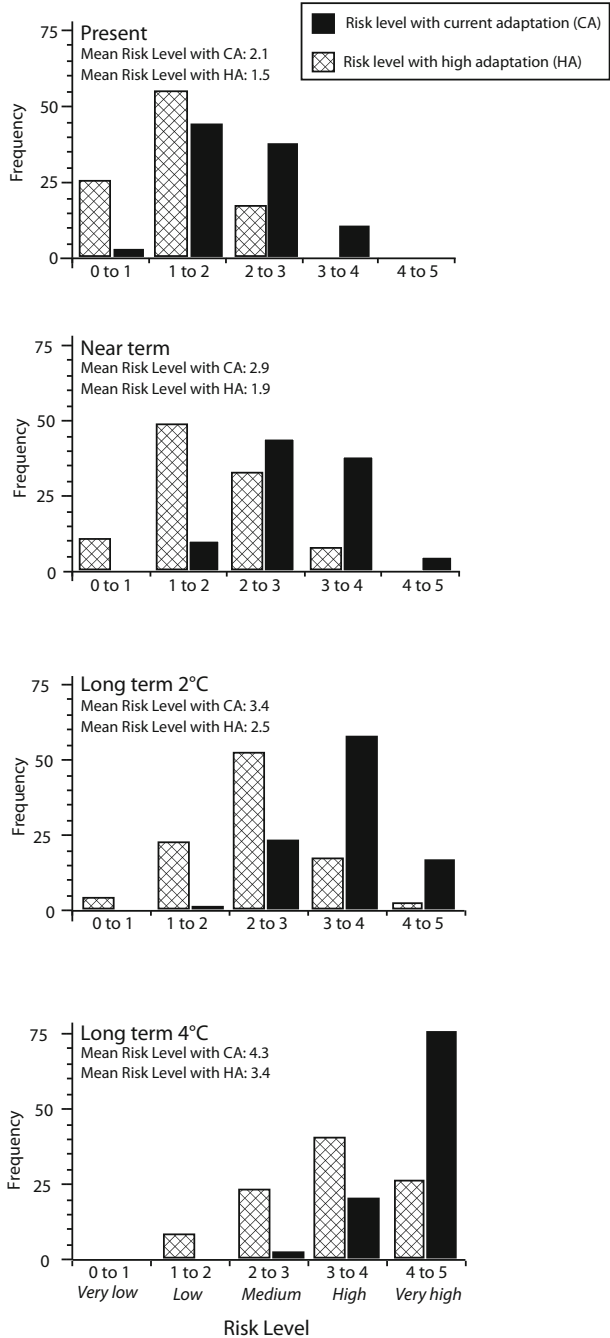 Risk level with current adaptation (CA)
Risk level with high adaptation (HA)
Present
Mean Risk Level with CA: 2.1
Mean Risk Level with HA: 1.5
75
50
25
0
Frequency
0 to 1 1 to 2 2 to 3 3 to 4 4 to 5
Near term
Mean Risk Level with CA: 2.9
Mean Risk Level with HA: 1.9
75
50
25
0
Frequency
0 to 1 1 to 2 2 to 3 3 to 4 4 to 5
Long term 2°C
Mean Risk Level with CA: 3.4
Mean Risk Level with HA: 2.5
75
50
25
0
Frequency
0 to 1 1 to 2 2 to 3 3 to 4 4 to 5
Long term 4°C
Mean Risk Level with CA: 4.3
Mean Risk Level with HA: 3.4
75
50
25
0
Frequency
0 to 1 1 to 2 2 to 3 3 to 4 4 to 5
Very low Low Medium High Very high
Risk Level